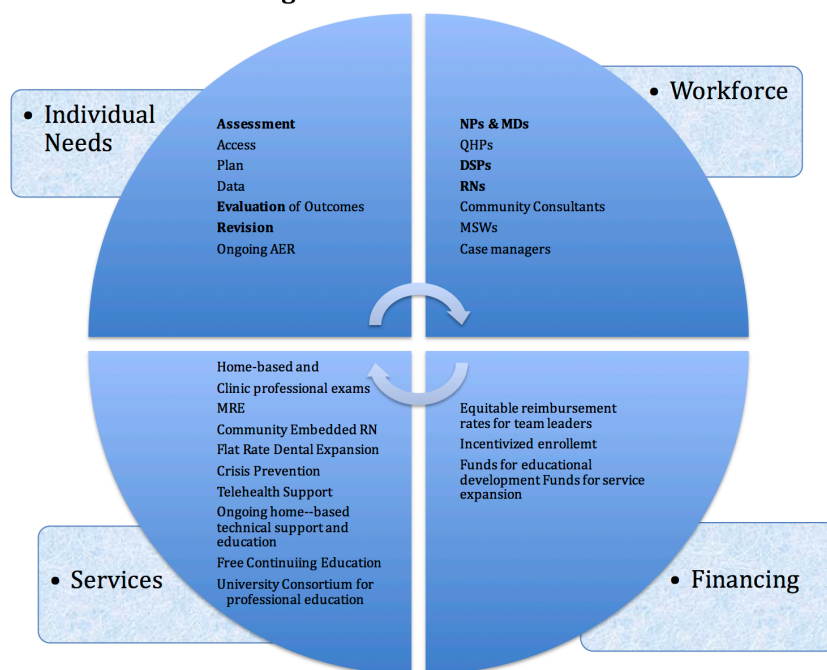 • Individual
Needs
Assessment
Access
Plan
Data
Evaluation of Outcomes
Revision
Ongoing AER
• Workforce
NPs & MDs
QHPs
DSPs
RNs
Community Consultants
MSWs
Case managers
• Services
Home-based and
Clinic professional exams
MRE
Community Embedded RN
Flat Rate Dental Expansion
Crisis Prevention
Telehealth Support
Ongoing home--based
technical support and
education
Free Continuiing Education
University Consortium for
professional education
• Financing
Equitable reimbursement
rates for team leaders
Incentivized enrollemt
Funds for educational
development Funds for service
expansion